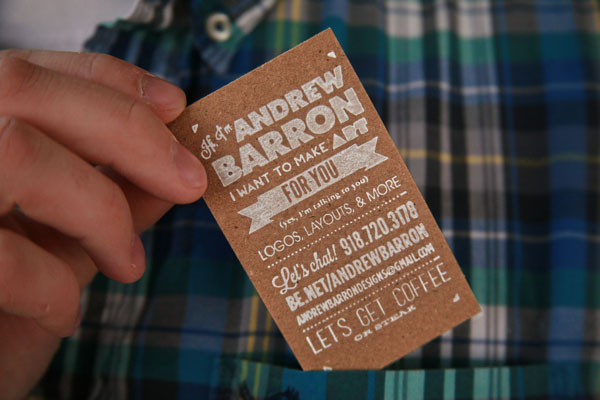 Hi, I'm ANDREW
BARRON
I WANT TO MAKE ART
FOR YOU
(yes, I'm talking to you)
LOGOS, LAYOUTS, & MORE
Let's chat! 918.720.3178
BE.NET/ANDREWBARRON
ANDREWBARRONDESIGNS@GMAIL.COM
LET'S GET COFFEE
OR STEAK